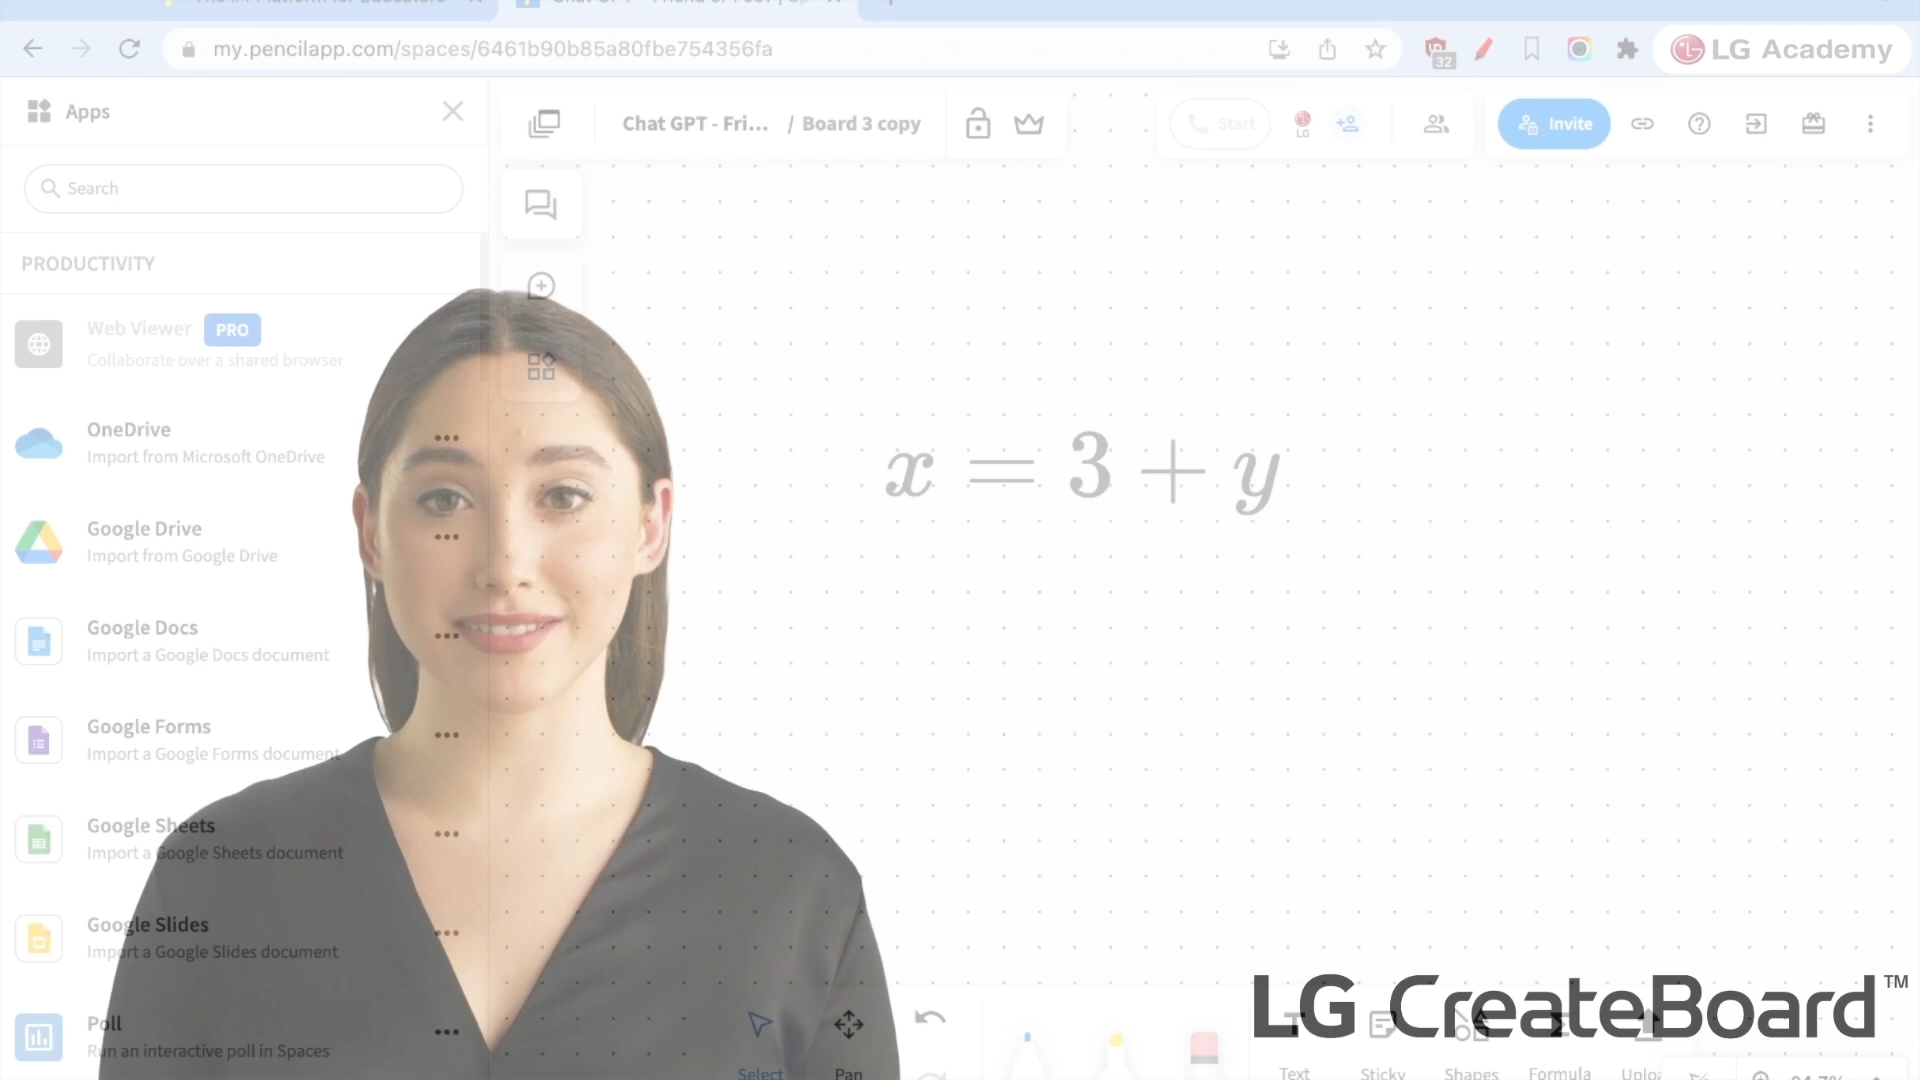 my.pencilapp.com/spaces/6461b90b85a80fbe754356fa
32
LG Academy
Apps
Chat GPT - Fri... / Board 3 copy
Start
LG
Invite
Search
PRODUCTIVITY
Web Viewer PRO
Collaborate over a shared browser
OneDrive
Import from Microsoft OneDrive
x = 3 + y
Google Drive
Import from Google Drive
Google Docs
Import a Google Docs document
Google Forms
Import a Google Forms document
Google Sheets
Import a Google Sheets document
Google Slides
Import a Google Slides document
LG CreateBoard™
Poll
Run an interactive poll in Spaces
Select Pan Text Sticky Shapes Formula